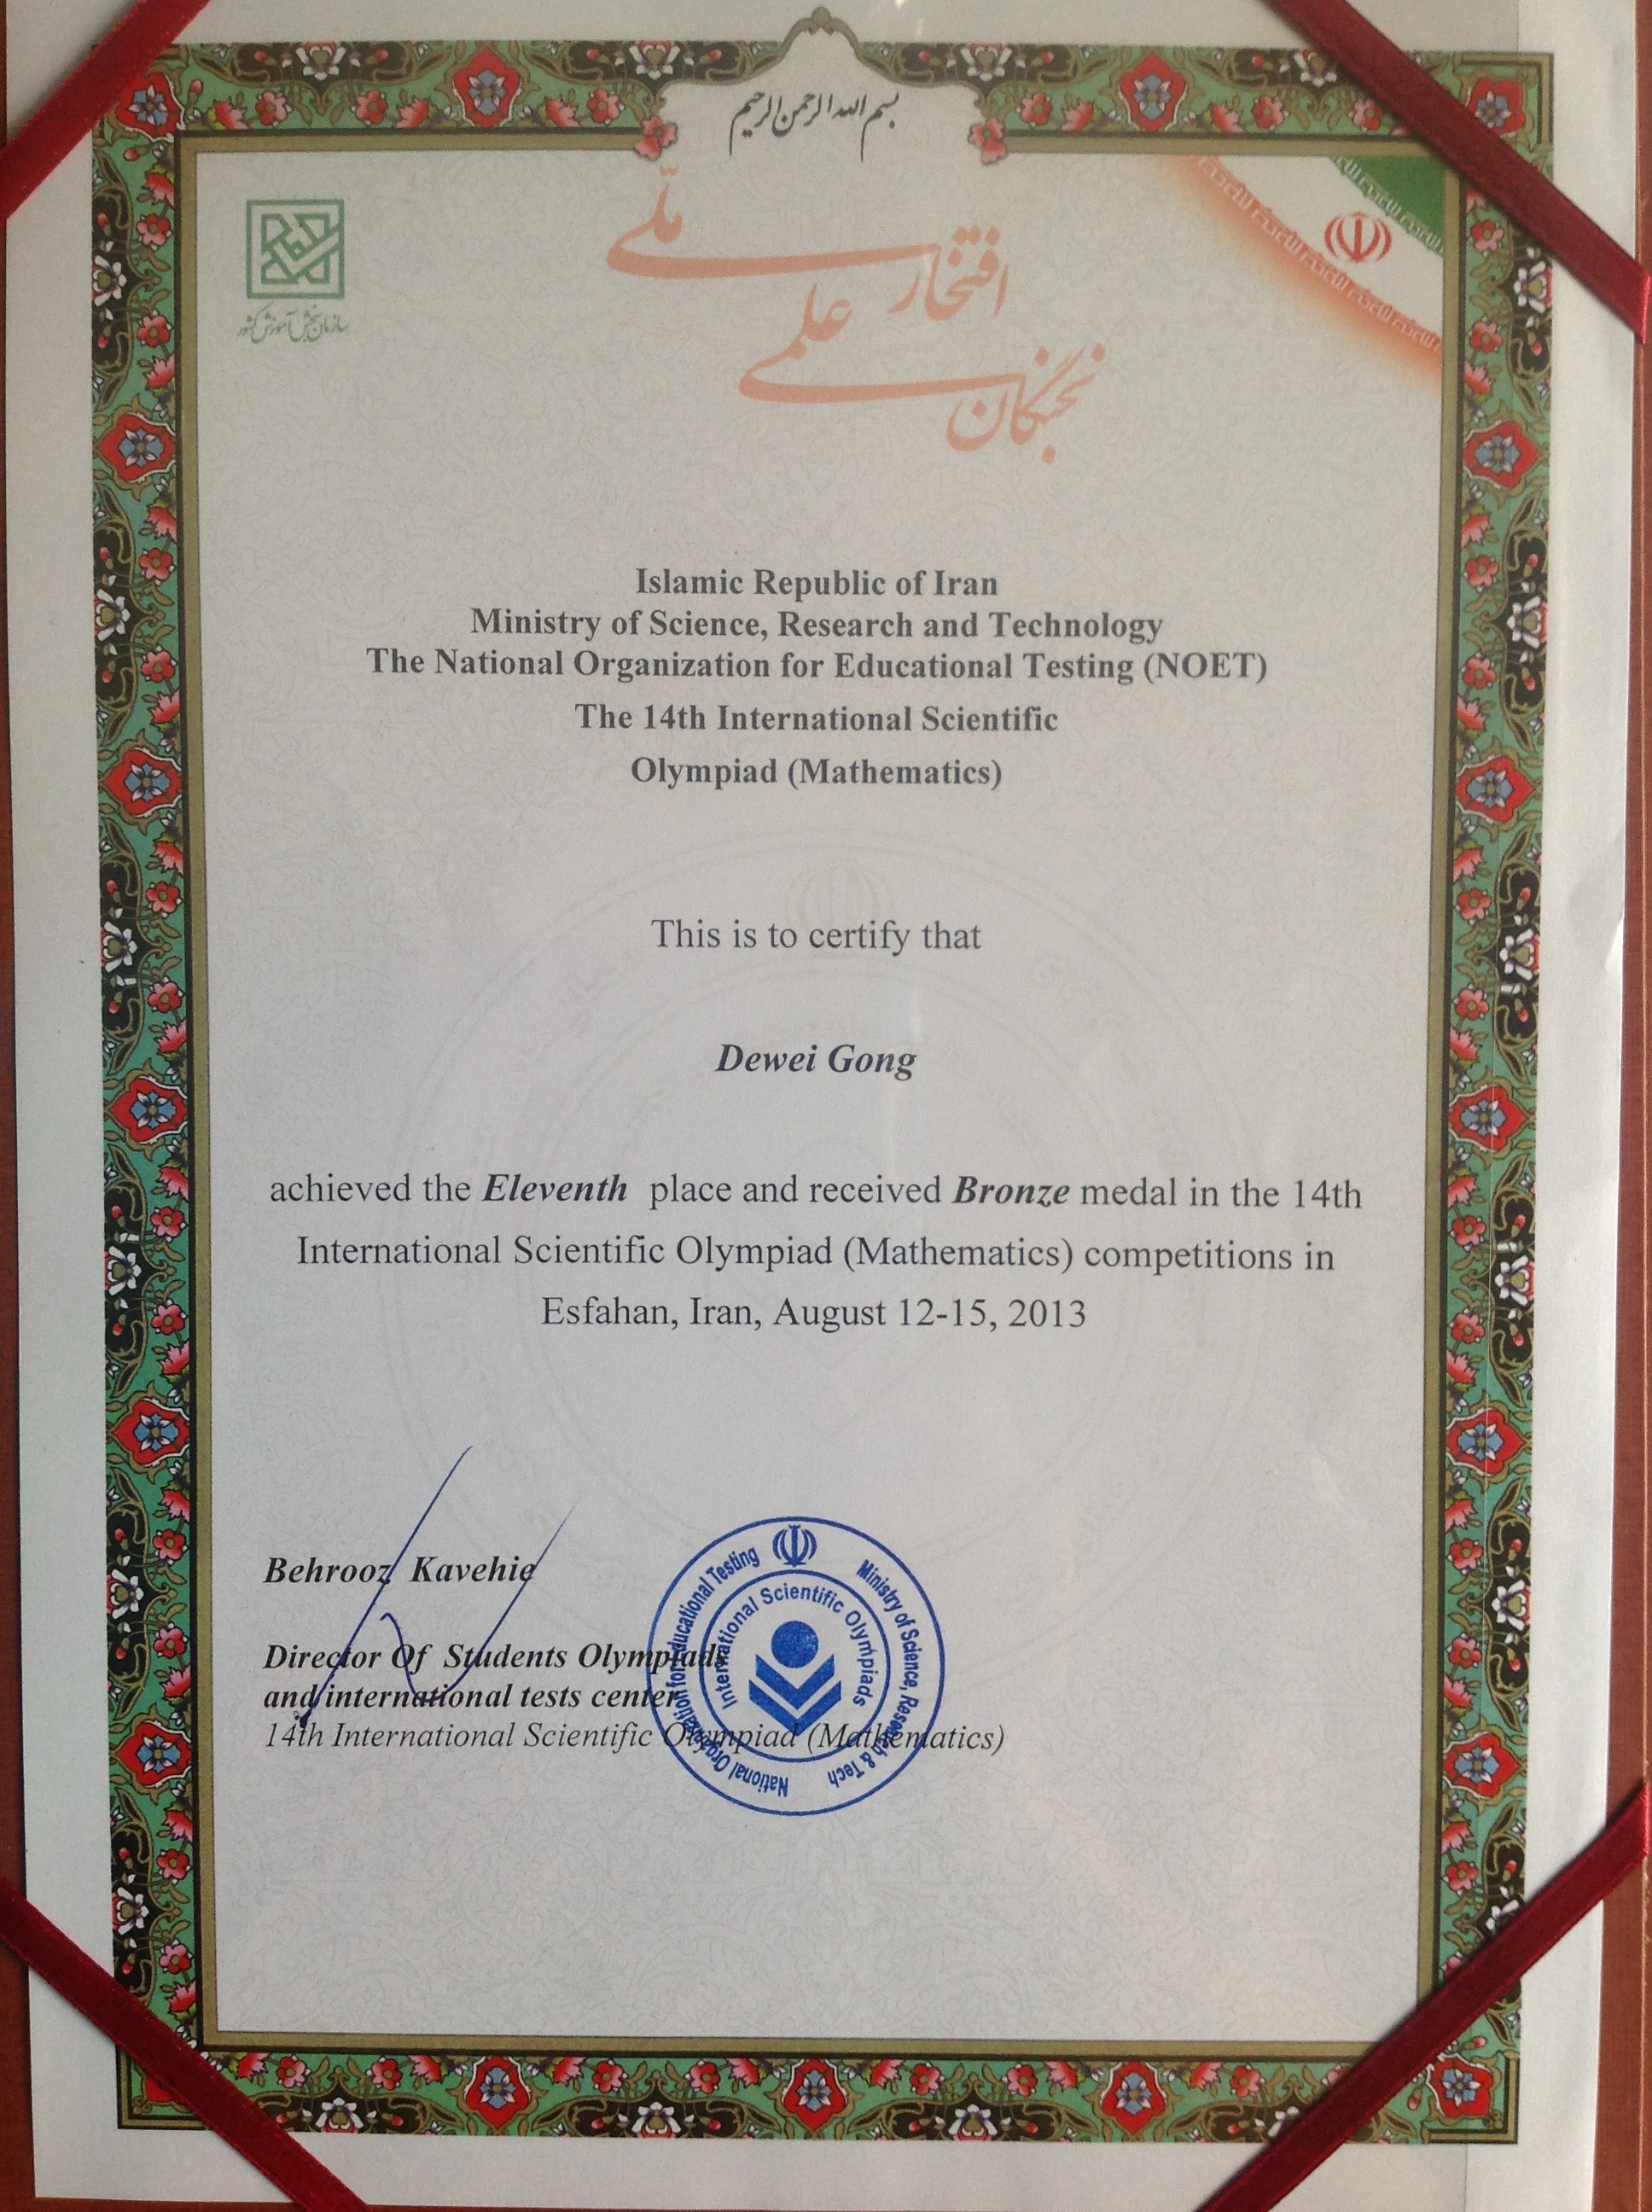 بسم الله الرحمن الرحیم
سازمان سنجش آموزش کشور
نخبگان علمی افتخار ملّی
Islamic Republic of Iran
Ministry of Science, Research and Technology
The National Organization for Educational Testing (NOET)
The 14th International Scientific
Olympiad (Mathematics)
This is to certify that
Dewei Gong
achieved the Eleventh place and received Bronze medal in the 14th
International Scientific Olympiad (Mathematics) competitions in
Esfahan, Iran, August 12-15, 2013
Behrooz Kavehie
Director Of Students Olympiads
and international tests center
14th International Scientific Olympiad (Mathematics)
National Organization for Educational Testing
Ministry of Science, Research & Tech
International Scientific Olympiads